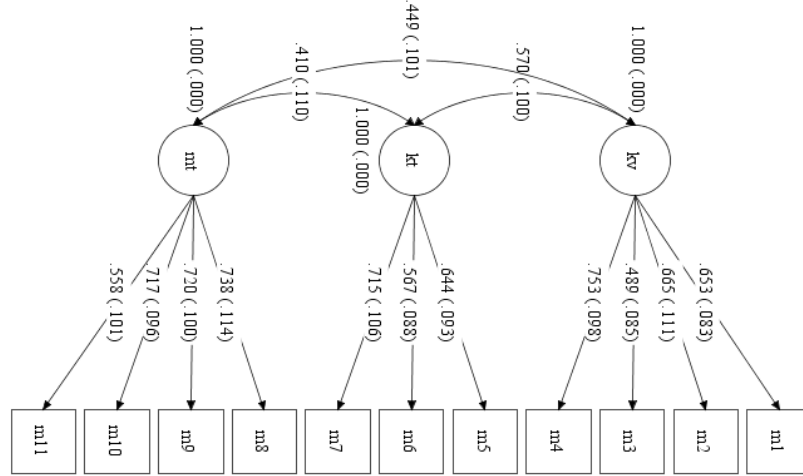 .449 (.101)
1.000 (.000)
.410 (.110)
.570 (.100)
1.000 (.000)
1.000 (.000)
mt
kt
kv
.558 (.101)
.717 (.096)
.720 (.100)
.738 (.114)
.715 (.106)
.567 (.088)
.644 (.093)
.753 (.098)
.489 (.085)
.665 (.111)
.653 (.083)
m11
m10
m9
m8
m7
m6
m5
m4
m3
m2
m1